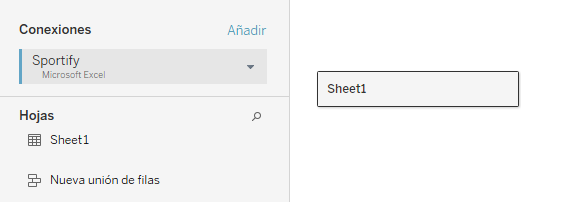 Conexiones
Añadir
Sportify
Microsoft Excel
Hojas
Sheet1
Nueva unión de filas
Sheet1